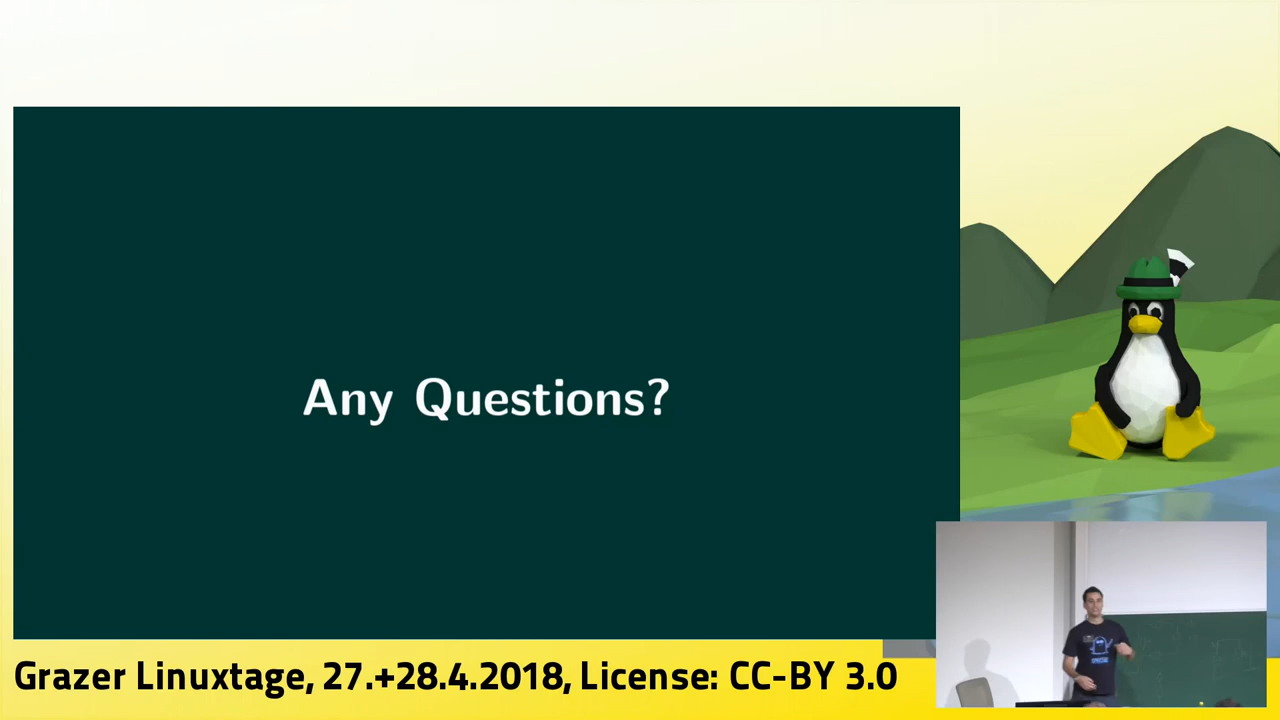 Any Questions?
Grazer Linuxtage, 27.+28.4.2018, License: CC-BY 3.0